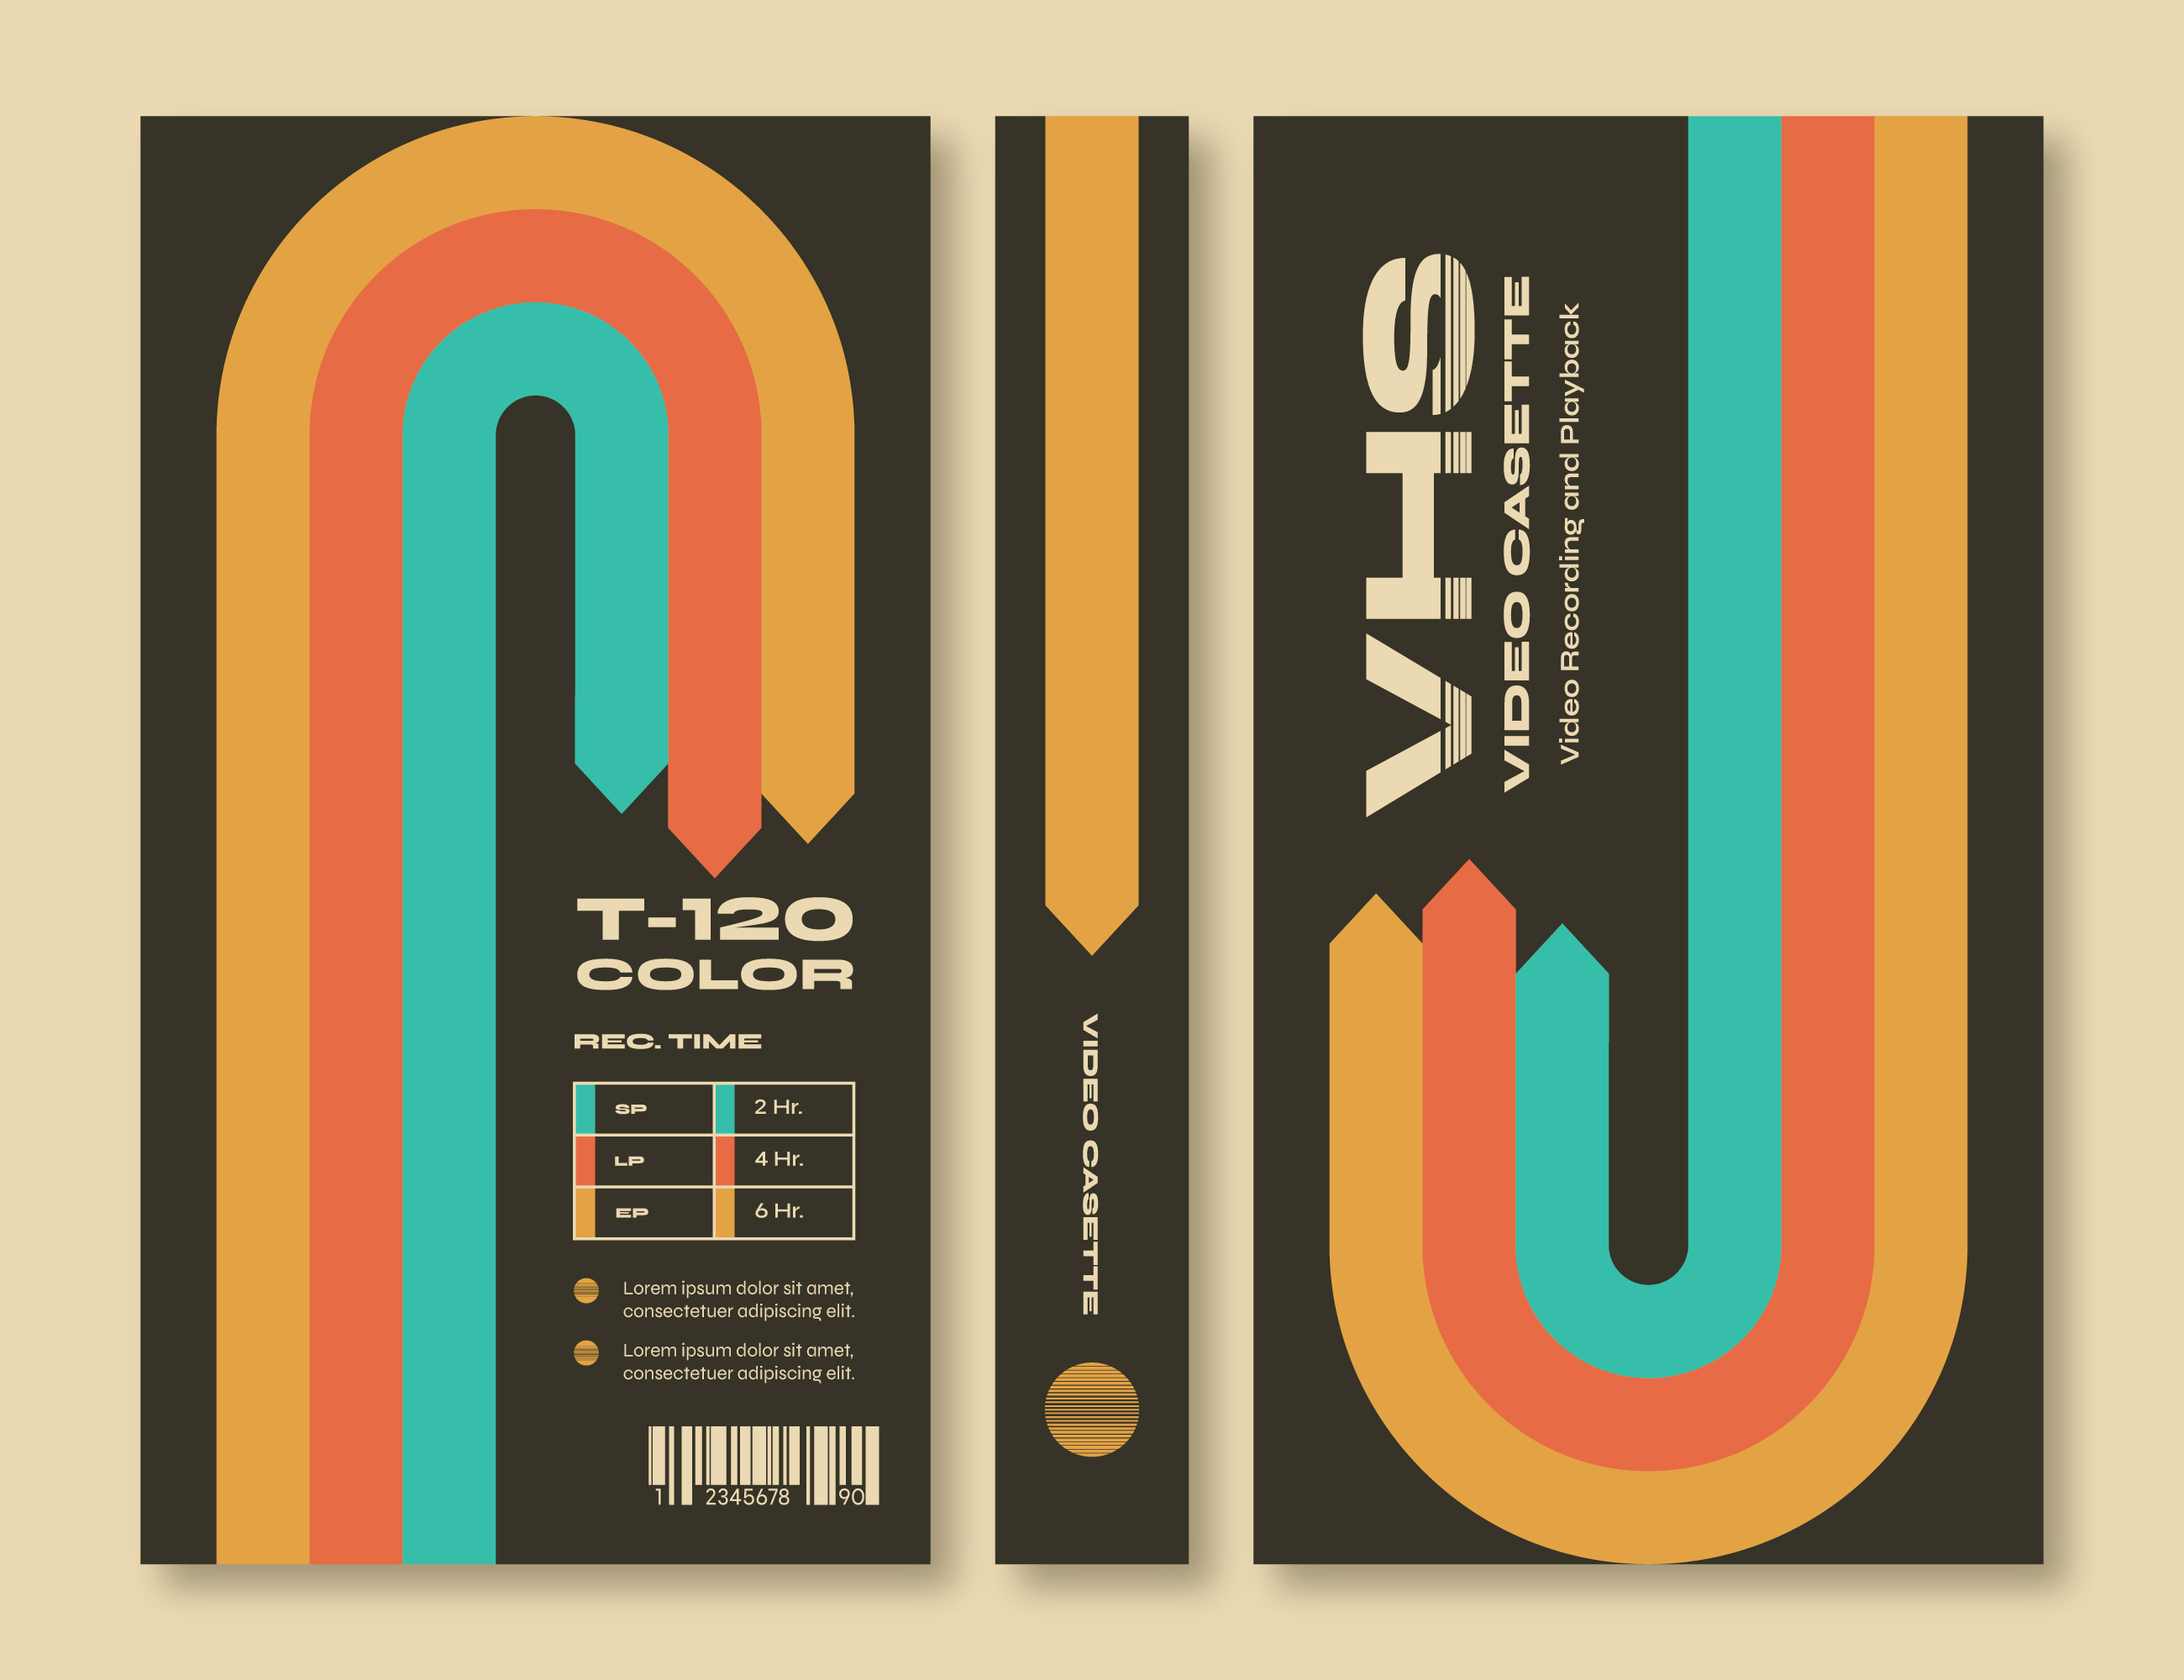 T-120
COLOR
REC. TIME
SP 2 Hr.
LP 4 Hr.
EP 6 Hr.
Lorem ipsum dolor sit amet,
consectetuer adipiscing elit.
Lorem ipsum dolor sit amet,
consectetuer adipiscing elit.
1 2345678 90
VIDEO CASETTE
VHS
VIDEO CASETTE
Video Recording and Playback